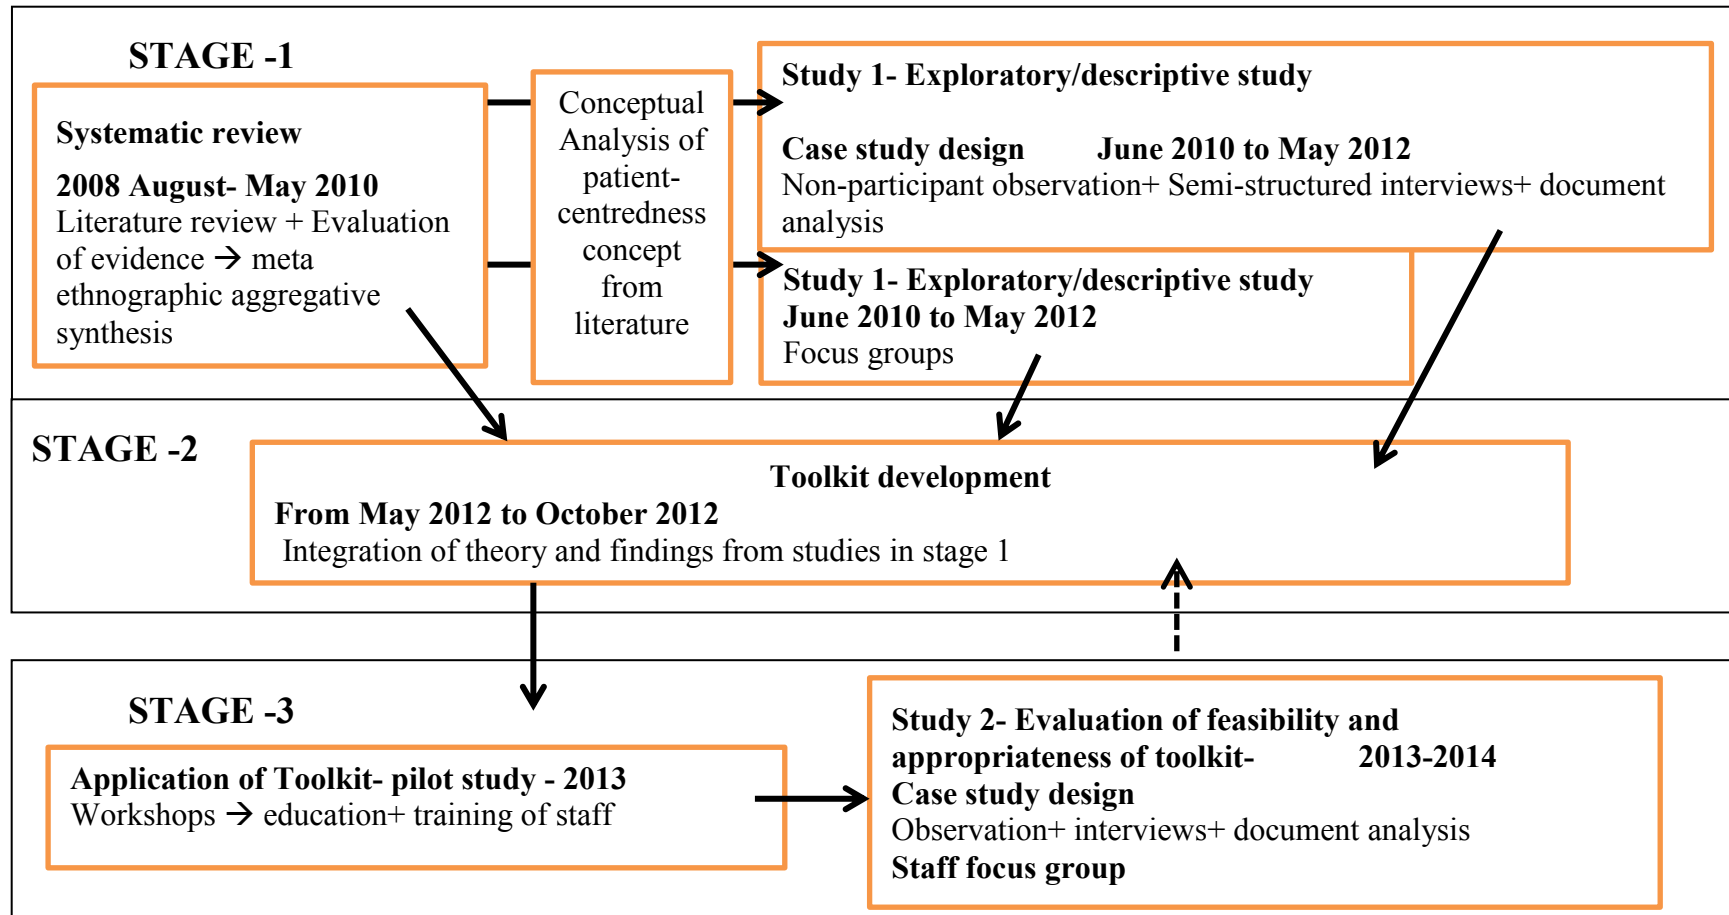 STAGE -1
Systematic review
2008 August- May 2010
Literature review + Evaluation
of evidence → meta
ethnographic aggregative
synthesis
Conceptual
Analysis of
patient-
centredness
concept
from
literature
Study 1- Exploratory/descriptive study
Case study design June 2010 to May 2012
Non-participant observation+ Semi-structured interviews+ document
analysis
Study 1- Exploratory/descriptive study
June 2010 to May 2012
Focus groups
STAGE -2
Toolkit development
From May 2012 to October 2012
Integration of theory and findings from studies in stage 1
STAGE -3
Application of Toolkit- pilot study - 2013
Workshops → education+ training of staff
Study 2- Evaluation of feasibility and
appropriateness of toolkit- 2013-2014
Case study design
Observation+ interviews+ document analysis
Staff focus group